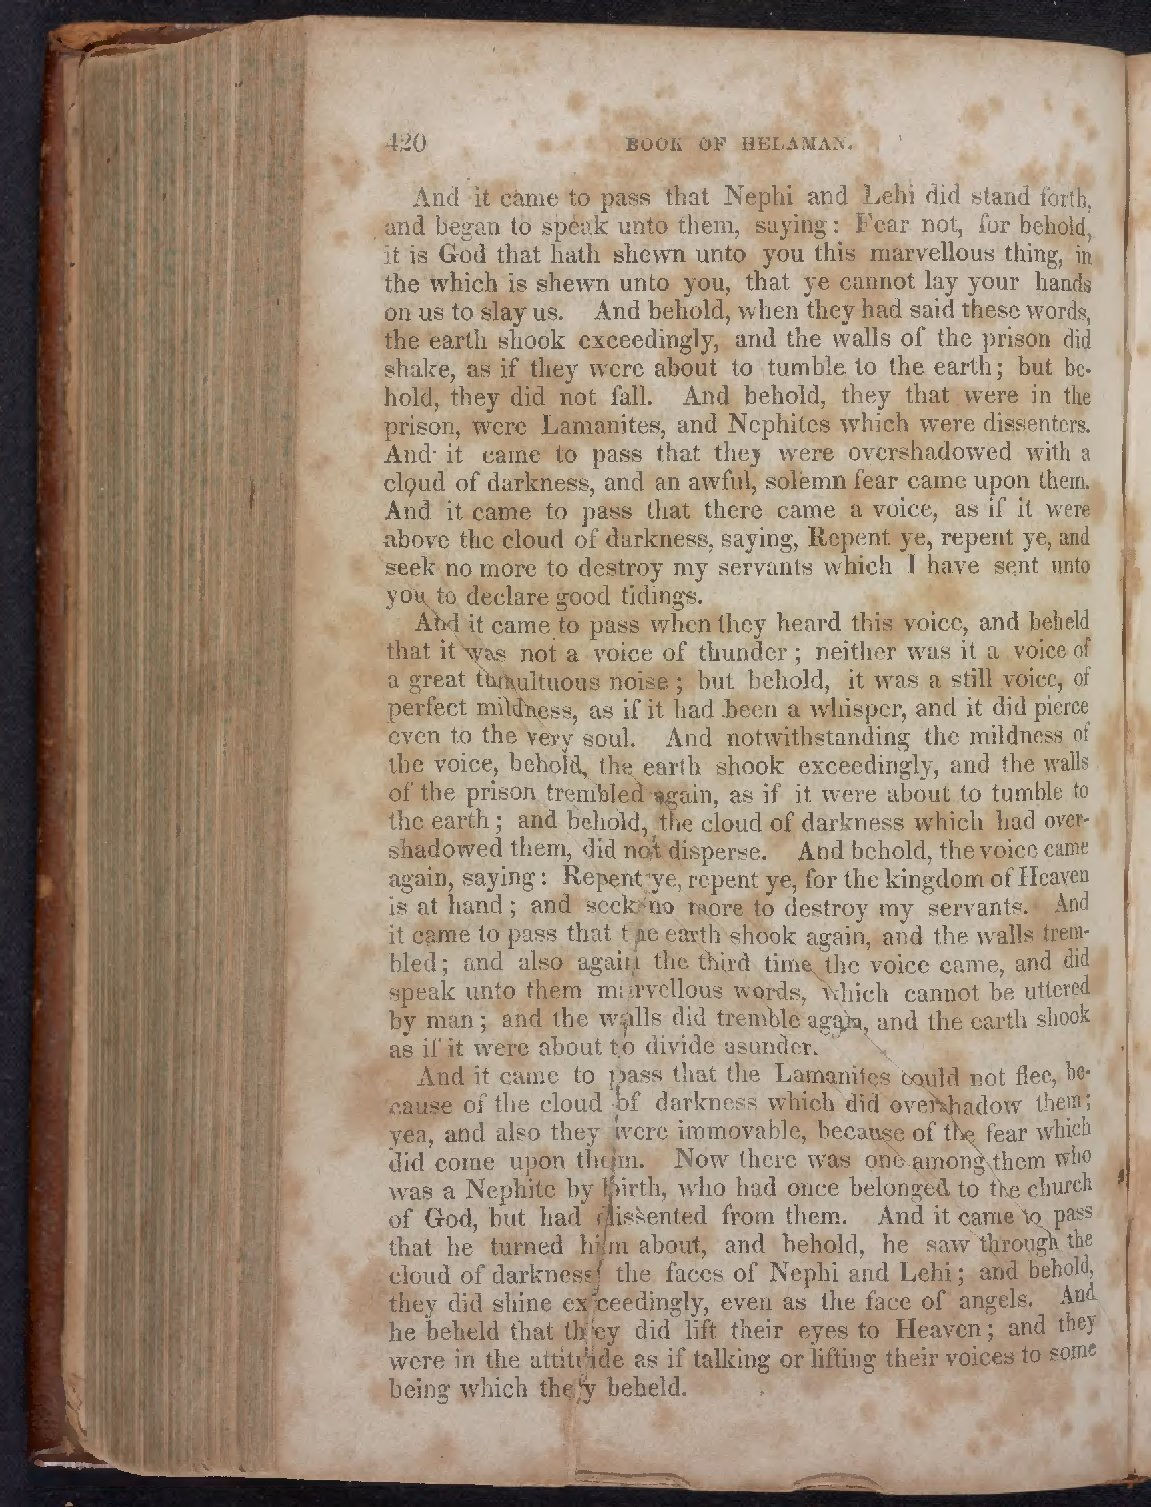 420 BOOK OF HELAMAN.
And it came to pass that Nephi and Lehi did stand forth,
and began to speak unto them, saying: Fear not, for behold,
it is God that hath shewn unto you this marvellous thing, in
the which is shewn unto you, that ye cannot lay your hands
on us to slay us. And behold, when they had said these words,
the earth shook exceedingly, and the walls of the prison did
shake, as if they were about to tumble to the earth; but be-
hold, they did not fall. And behold, they that were in the
prison, were Lamanites, and Nephites which were dissenters.
And it came to pass that they were overshadowed with a
cloud of darkness, and an awful, solemn fear came upon them.
And it came to pass that there came a voice, as if it were
above the cloud of darkness, saying, Repent ye, repent ye, and
seek no more to destroy my servants which I have sent unto
you to declare good tidings.
And it came to pass when they heard this voice, and beheld
that it was not a voice of thunder; neither was it a voice of
a great tumultuous noise; but behold, it was a still voice, of
perfect mildness, as if it had been a whisper, and it did pierce
even to the very soul. And notwithstanding the mildness of
the voice, behold, the earth shook exceedingly, and the walls
of the prison trembled again, as if it were about to tumble to
the earth; and behold, the cloud of darkness which had over-
shadowed them, did not disperse. And behold, the voice came
again, saying: Repent ye, repent ye, for the kingdom of Heaven
is at hand; and seek no more to destroy my servants. And
it came to pass that the earth shook again, and the walls trem-
bled; and also again the third time the voice came, and did
speak unto them marvellous words, which cannot be uttered
by man; and the walls did tremble again, and the earth shook
as if it were about to divide asunder.
And it came to pass that the Lamanites could not flee, be-
cause of the cloud of darkness which did overshadow them;
yea, and also they were immovable, because of the fear which
did come upon them. Now there was one among them who
was a Nephite by birth, who had once belonged to the church
of God, but had dissented from them. And it came to pass
that he turned him about, and behold, he saw through the
cloud of darkness the faces of Nephi and Lehi; and behold,
they did shine exceedingly, even as the face of angels. And
he beheld that they did lift their eyes to Heaven; and they
were in the attitude as if talking or lifting their voices to some
being which they beheld.